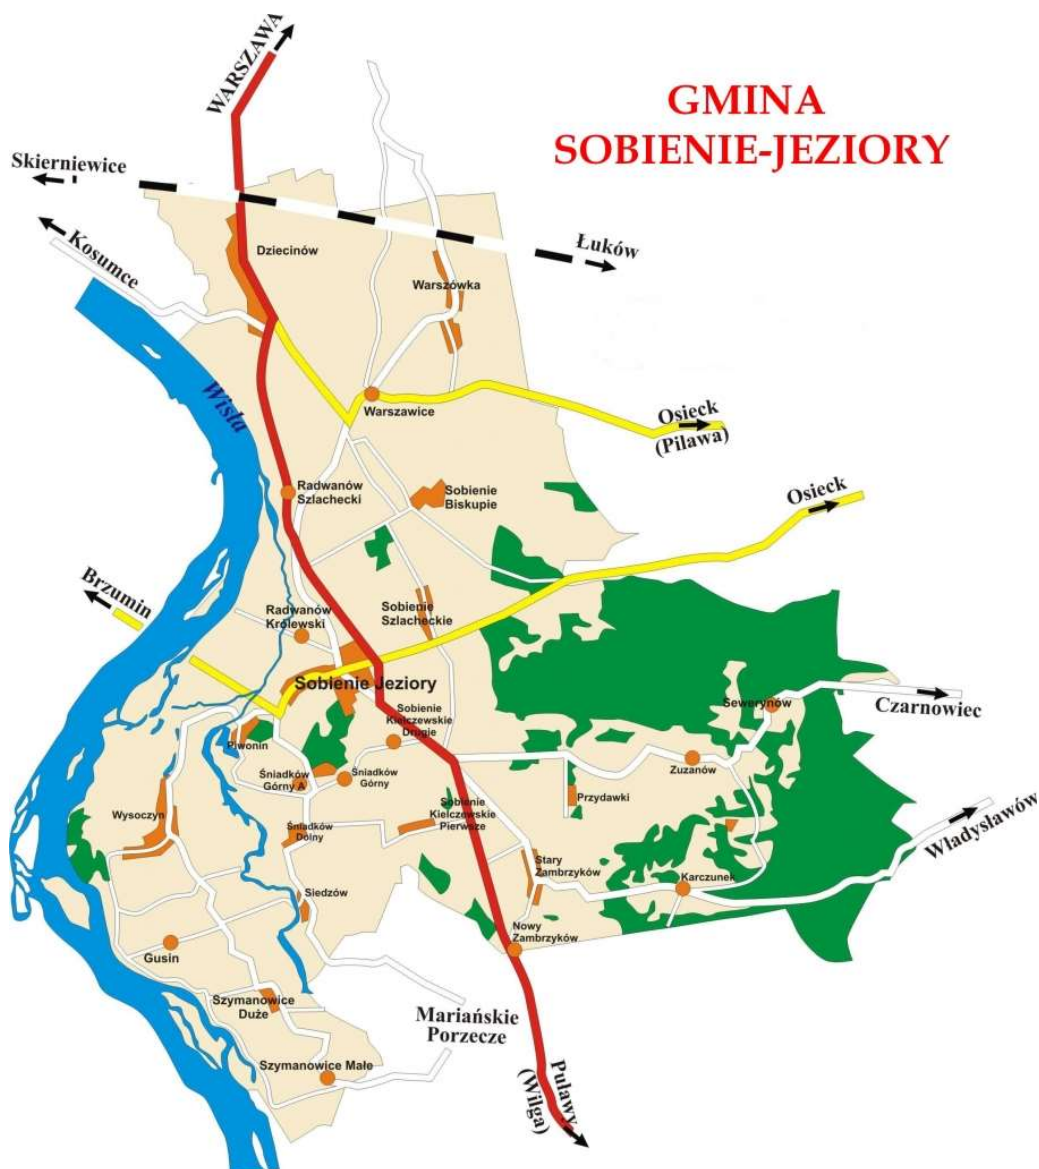 WARSZAWA
GMINA
SOBIENIE-JEZIORY
Skierniewice
Kosumce
Łuków
Dziecinów
Warszówka
Wisła
Warszawice
Osieck
(Pilawa)
Radwanów
Szlachecki
Sobienie
Biskupie
Osieck
Brzumin
Radwanów
Królewski
Sobienie
Szlacheckie
Sobienie Jeziory
Sobienie
Kiełczewskie
Drugie
Sewerynów
Czarnowiec
Piwonin
Zuzanów
Śniadków
Górny A
Śniadków
Górny
Przydawki
Wysoczyn
Sobienie
Kiełczewskie
Pierwsze
Śniadków
Dolny
Władysławów
Stary
Zambrzyków
Karczunek
Siedzów
Nowy
Zambrzyków
Gusin
Szymanowice
Duże
Mariańskie
Porzecze
Szymanowice Małe
Puławy
(Wilga)